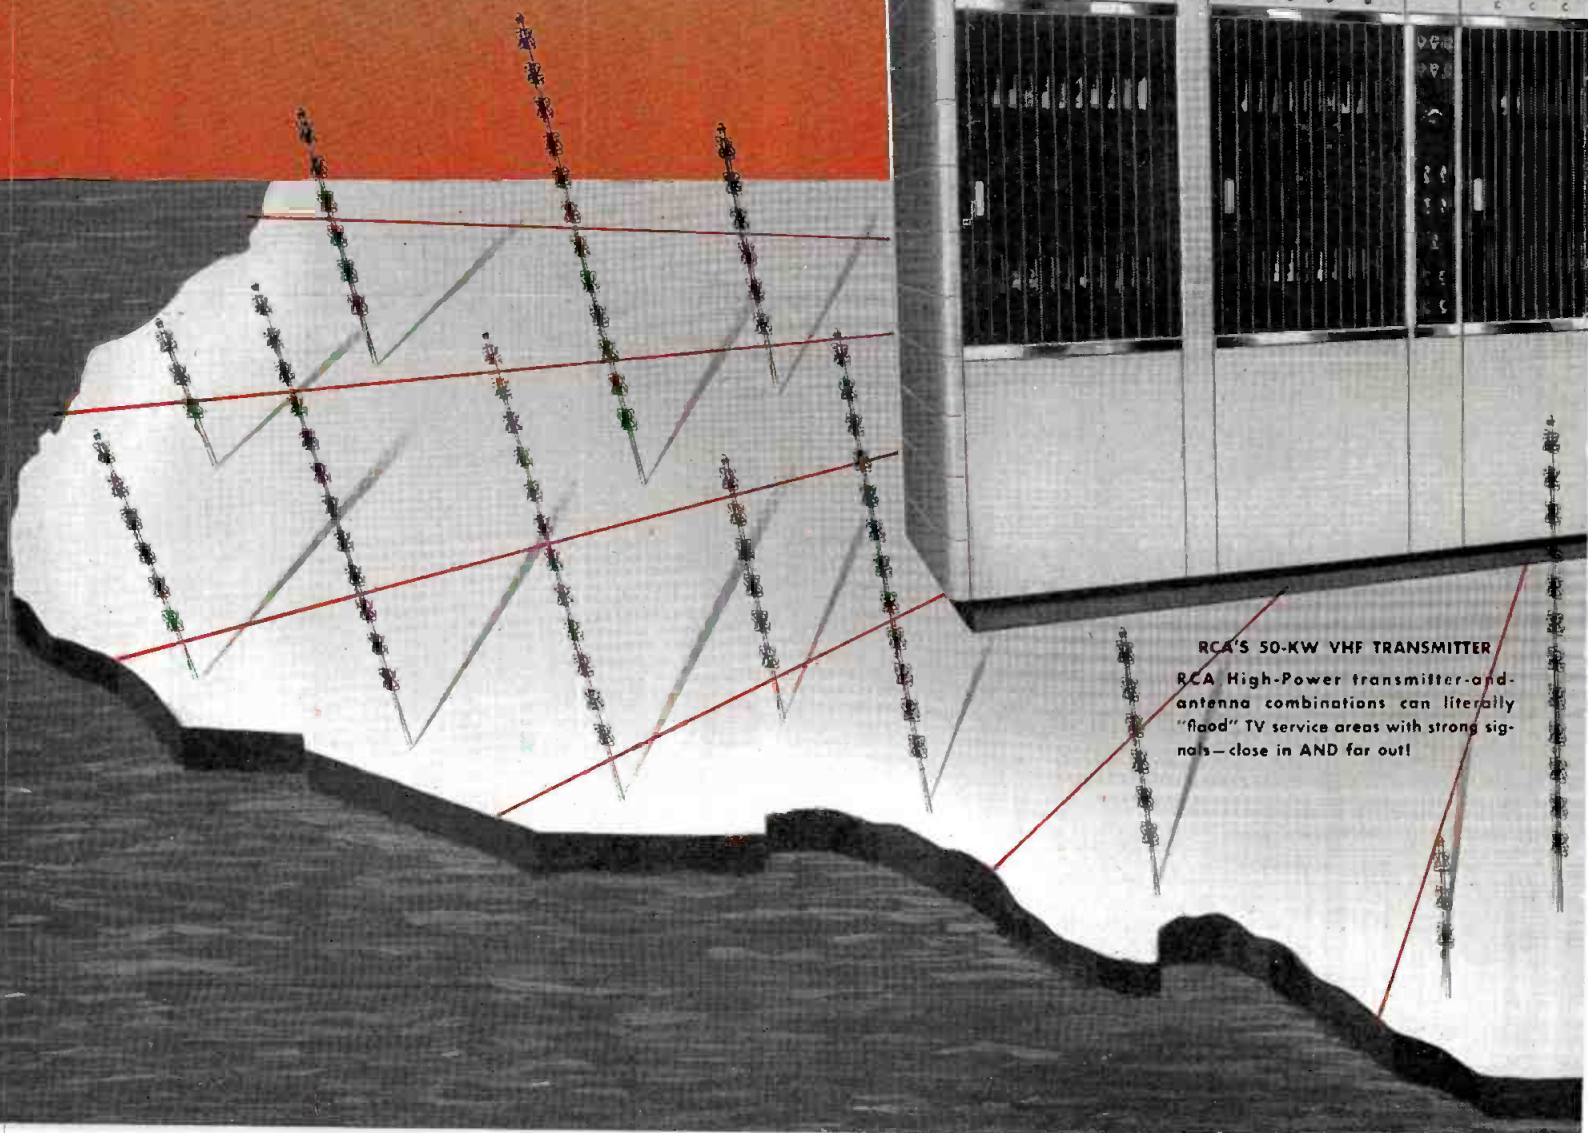 RCA'S 50-KW VHF TRANSMITTER
RCA High-Power transmitter-and-
antenna combinations can literally
"flood" TV service areas with strong sig-
nals—close in AND far out!